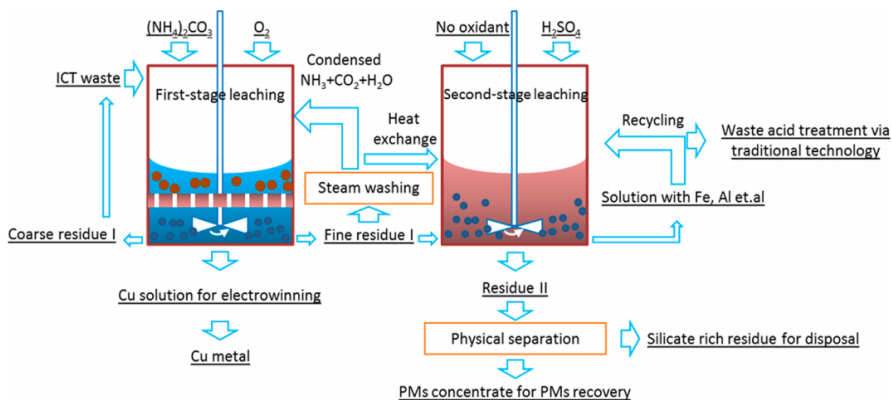 (NH₄)₂CO₃
O₂
No oxidant
H₂SO₄
ICT waste
First-stage leaching
Condensed
NH₃+CO₂+H₂O
Second-stage leaching
Heat
exchange
Recycling
Waste acid treatment via
traditional technology
Steam washing
Solution with Fe, Al et.al
Coarse residue I
Fine residue I
Cu solution for electrowinning
Residue II
Cu metal
Physical separation
Silicate rich residue for disposal
PMs concentrate for PMs recovery